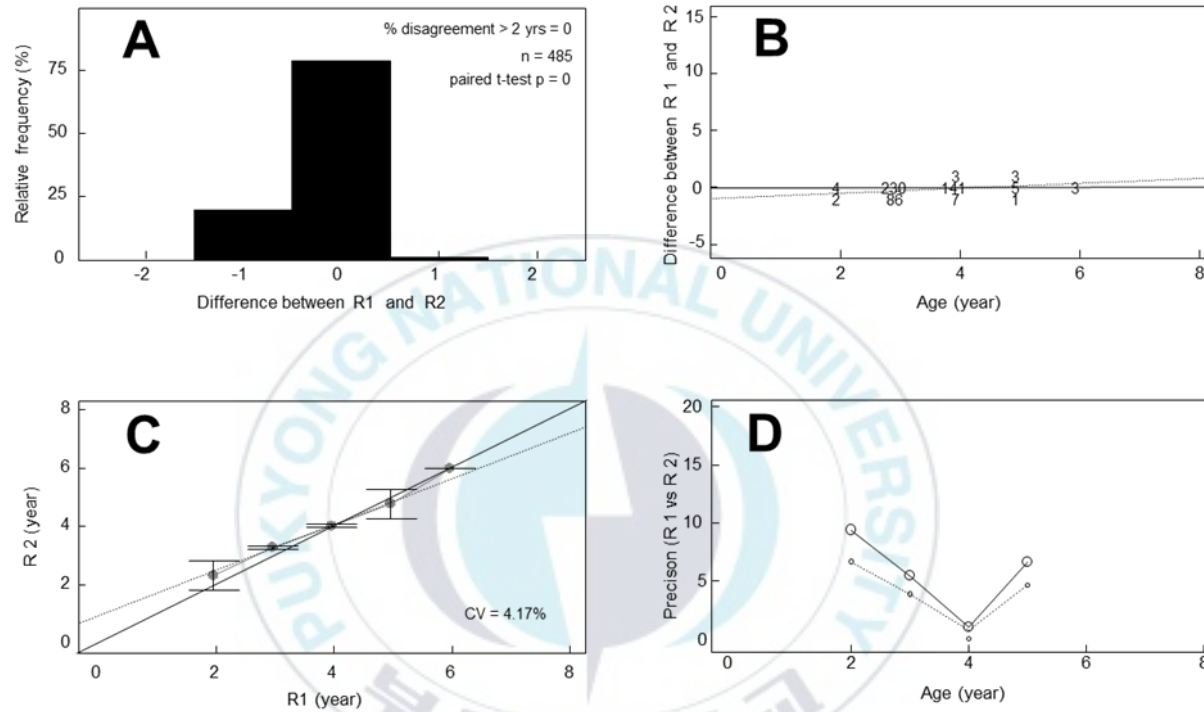 A
% disagreement > 2 yrs = 0
n = 485
paired t-test p = 0
Relative frequency (%)
75
50
25
0
-2 -1 0 1 2
Difference between R1 and R2
B
Difference between R 1 and R 2
15
10
5
0
-5
4 230 141 5 3
2 86 7 1
3 3
0 2 4 6 8
Age (year)
C
R 2 (year)
8
6
4
2
0
CV = 4.17%
0 2 4 6 8
R1 (year)
D
Precison (R 1 vs R 2)
20
15
10
5
0
0 2 4 6 8
Age (year)
PUKYONG NATIONAL UNIVERSITY